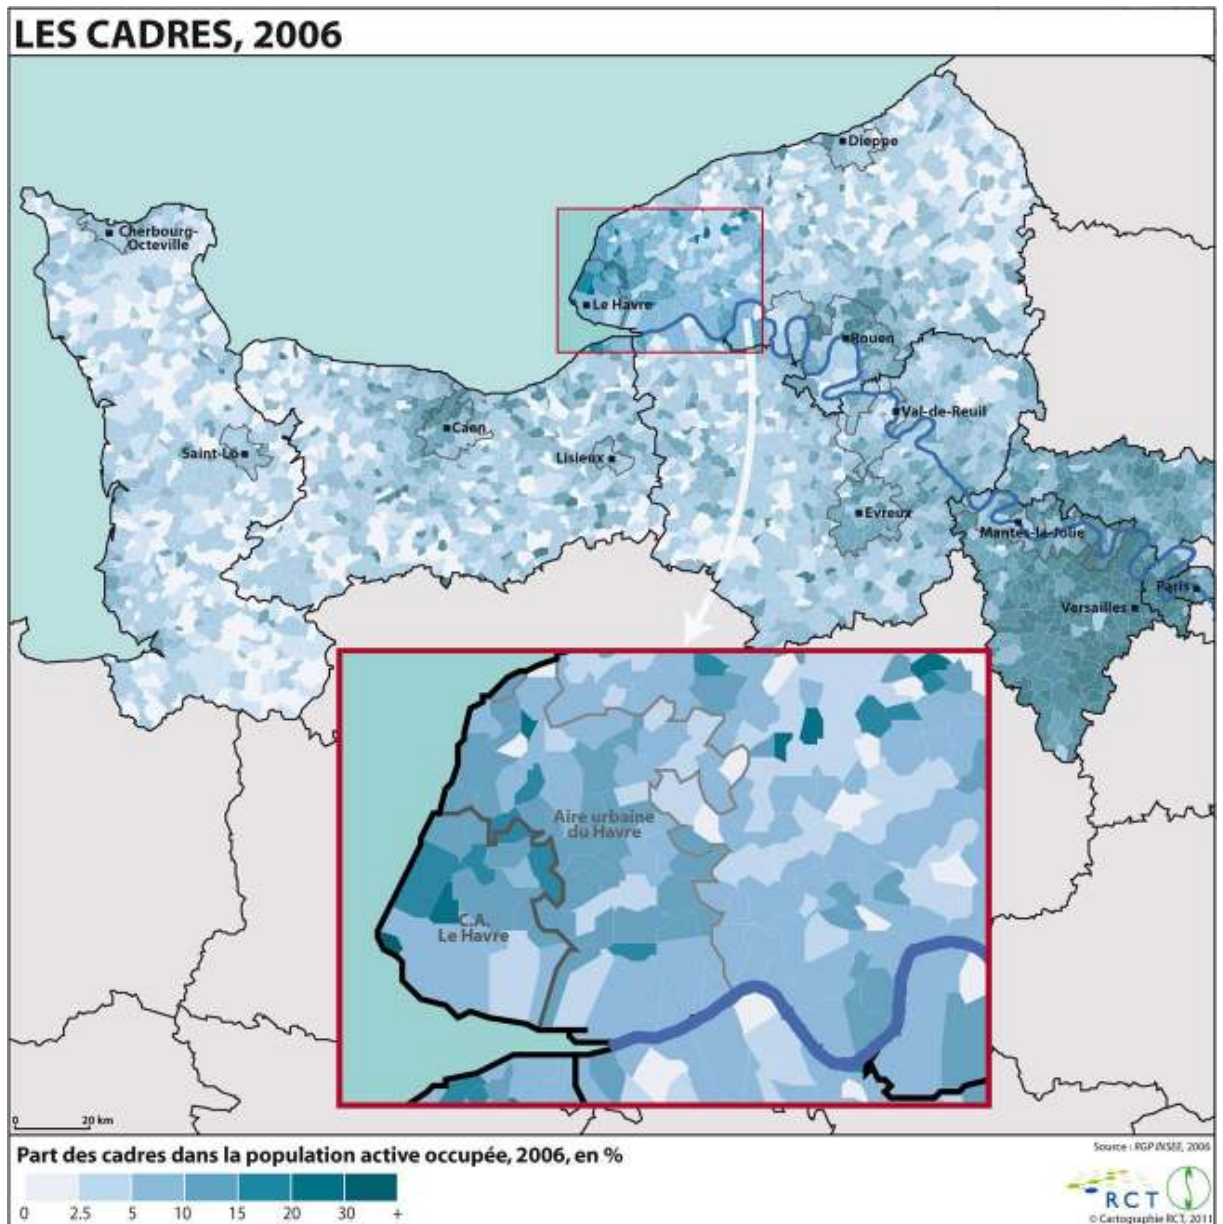 LES CADRES, 2006
Dieppe
Cherbourg-
Octeville
Le Havre
Rouen
Val-de-Reuil
Caen
Saint-Lô
Lisieux
Evreux
Mantes-la-Jolie
Paris
Versailles
Aire urbaine
du Havre
C.A.
Le Havre
0 20 km
Part des cadres dans la population active occupée, 2006, en %
0 2.5 5 10 15 20 30 +
Source : RGP INSEE, 2006
RCT
© Cartographie RCT, 2011